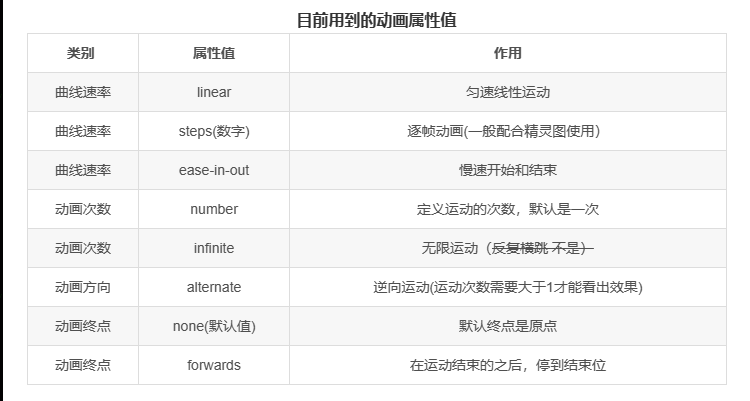 目前用到的动画属性值
类别 属性值 作用
曲线速率 linear 匀速线性运动
曲线速率 steps(数字) 逐帧动画(一般配合精灵图使用）
曲线速率 ease-in-out 慢速开始和结束
动画次数 number 定义运动的次数，默认是一次
动画次数 infinite 无限运动（反复横跳 不是）
动画方向 alternate 逆向运动(运动次数需要大于1才能看出效果)
动画终点 none(默认值) 默认终点是原点
动画终点 forwards 在运动结束的之后，停到结束位